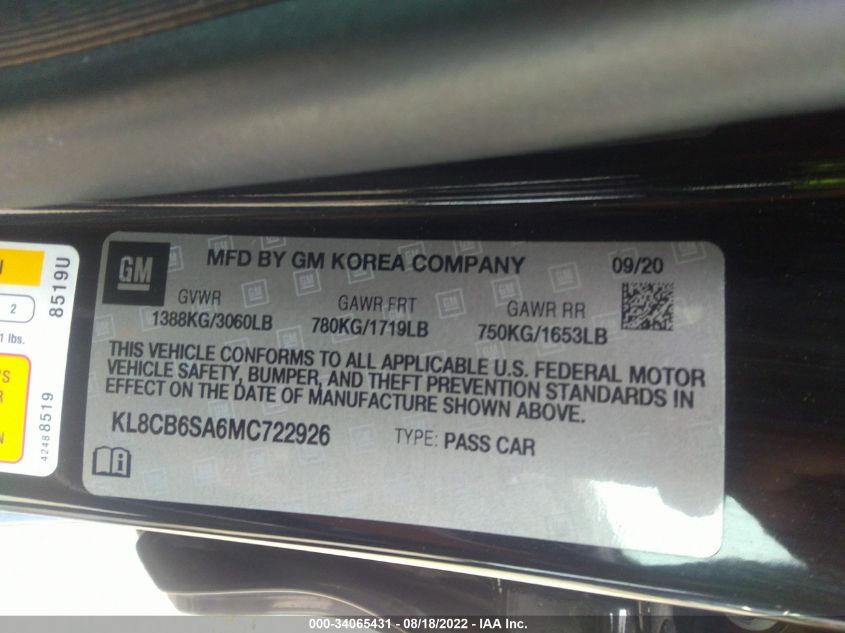 GM
MFD BY GM KOREA COMPANY
09/20
GVWR
GAWR FRT
GAWR RR
1388KG/3060LB
780KG/1719LB
750KG/1653LB
THIS VEHICLE CONFORMS TO ALL APPLICABLE U.S. FEDERAL MOTOR
VEHICLE SAFETY, BUMPER, AND THEFT PREVENTION STANDARDS IN
EFFECT ON THE DATE OF MANUFACTURE SHOWN ABOVE.
KL8CB6SA6MC722926
TYPE: PASS CAR
8519U
42488519
2
lbs.
000-34065431 - 08/18/2022 - IAA Inc.